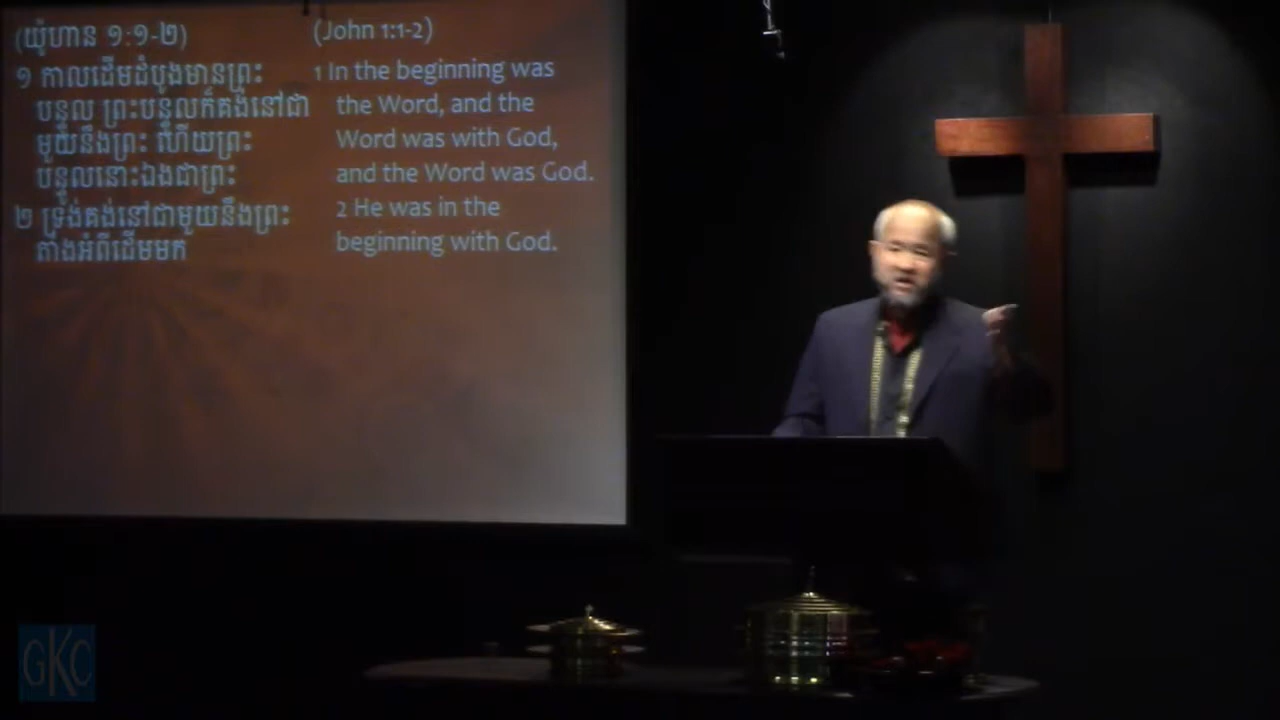 (យ៉ូហាន ១:១-២)
១ កាលដើមដំបូងមានព្រះ
បន្ទូល ព្រះបន្ទូលក៏គង់នៅជា
មួយនឹងព្រះ ហើយព្រះ
បន្ទូលនោះឯងជាព្រះ
២ ទ្រង់គង់នៅជាមួយនឹងព្រះ
តាំងអំពីដើមមក
(John 1:1-2)
1 In the beginning was
the Word, and the
Word was with God,
and the Word was God.
2 He was in the
beginning with God.
GKC